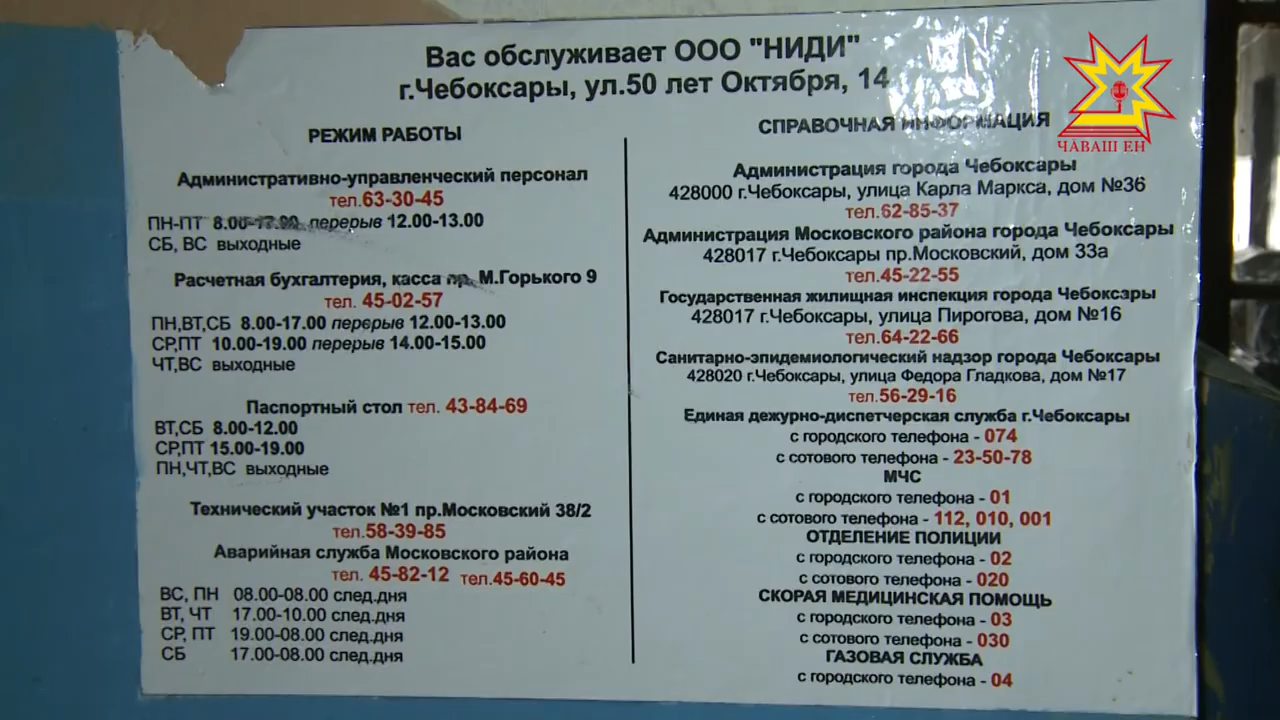 Вас обслуживает ООО "НИДИ"
г.Чебоксары, ул.50 лет Октября, 14
РЕЖИМ РАБОТЫ
Административно-управленческий персонал
тел.63-30-45
ПН-ПТ 8.00-17.00 перерыв 12.00-13.00
СБ, ВС выходные
Расчетная бухгалтерия, касса пр. М.Горького 9
тел. 45-02-57
ПН,ВТ,СБ 8.00-17.00 перерыв 12.00-13.00
СР,ПТ 10.00-19.00 перерыв 14.00-15.00
ЧТ,ВС выходные
Паспортный стол тел. 43-84-69
ВТ,СБ 8.00-12.00
СР,ПТ 15.00-19.00
ПН,ЧТ,ВС выходные
Технический участок №1 пр.Московский 38/2
тел.58-39-85
Аварийная служба Московского района
тел. 45-82-12 тел.45-60-45
ВС, ПН 08.00-08.00 след.дня
ВТ, ЧТ 17.00-10.00 след.дня
СР, ПТ 19.00-08.00 след.дня
СБ 17.00-08.00 след.дня
СПРАВОЧНАЯ ИНФОРМАЦИЯ
Администрация города Чебоксары
428000 г.Чебоксары, улица Карла Маркса, дом №36
тел.62-85-37
Администрация Московского района города Чебоксары
428017 г.Чебоксары пр.Московский, дом 33а
тел.45-22-55
Государственная жилищная инспекция города Чебоксары
428017 г.Чебоксары, улица Пирогова, дом №16
тел.64-22-66
Санитарно-эпидемиологический надзор города Чебоксары
428020 г.Чебоксары, улица Федора Гладкова, дом №17
тел.56-29-16
Единая дежурно-диспетчерская служба г.Чебоксары
с городского телефона - 074
с сотового телефона - 23-50-78
МЧС
с городского телефона - 01
с сотового телефона - 112, 010, 001
ОТДЕЛЕНИЕ ПОЛИЦИИ
с городского телефона - 02
с сотового телефона - 020
СКОРАЯ МЕДИЦИНСКАЯ ПОМОЩЬ
с городского телефона - 03
с сотового телефона - 030
ГАЗОВАЯ СЛУЖБА
с городского телефона - 04
ЧӐВАШ ЕН